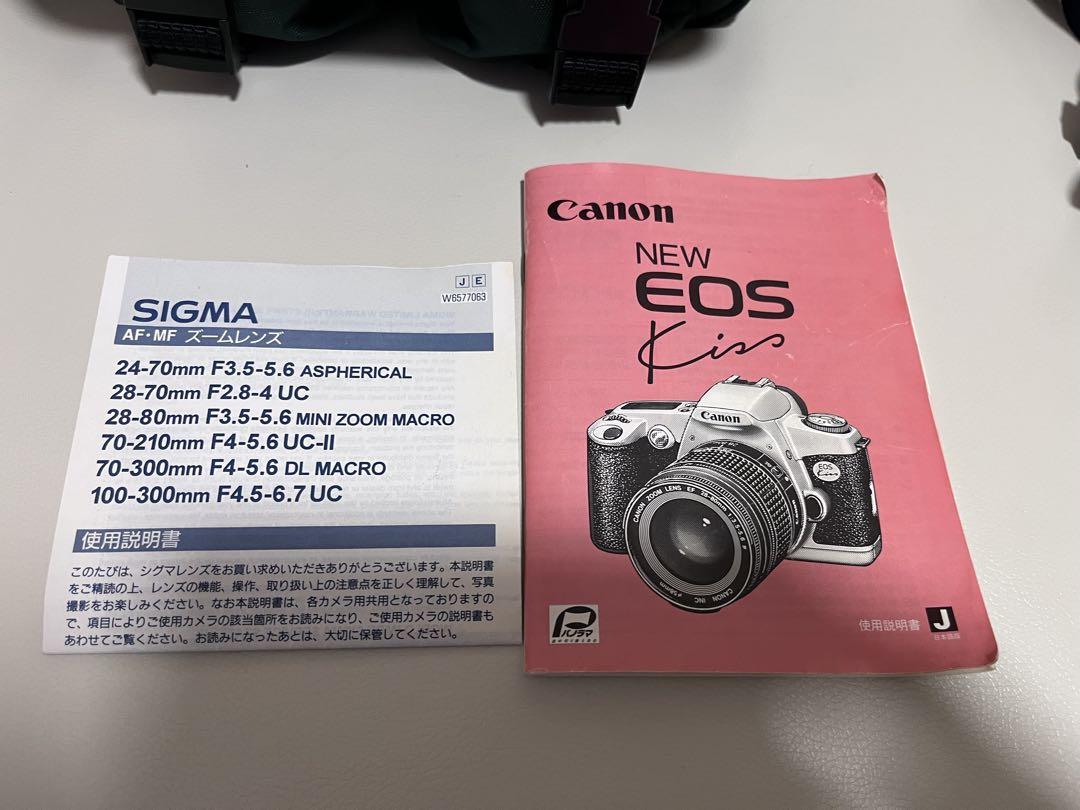 J E
W6577063
SIGMA
AF・MF ズームレンズ
24-70mm F3.5-5.6 ASPHERICAL
28-70mm F2.8-4 UC
28-80mm F3.5-5.6 MINI ZOOM MACRO
70-210mm F4-5.6 UC-II
70-300mm F4-5.6 DL MACRO
100-300mm F4.5-6.7 UC
使用説明書
このたびは、シグマレンズをお買い求めいただきありがとうございます。本説明書
をご精読の上、レンズの機能、操作、取り扱い上の注意点を正しく理解して、写真
撮影をお楽しみください。なお本説明書は、各カメラ用共用となっておりますの
で、項目によりご使用カメラの該当箇所をお読みになり、ご使用カメラの説明書も
あわせてご覧ください。お読みになったあとは、大切に保管してください。
Canon
NEW
EOS
Kiss
Canon
EOS
Kiss
CANON ZOOM LENS EF
CANON INC
パノラマ
使用説明書 J
日本語版